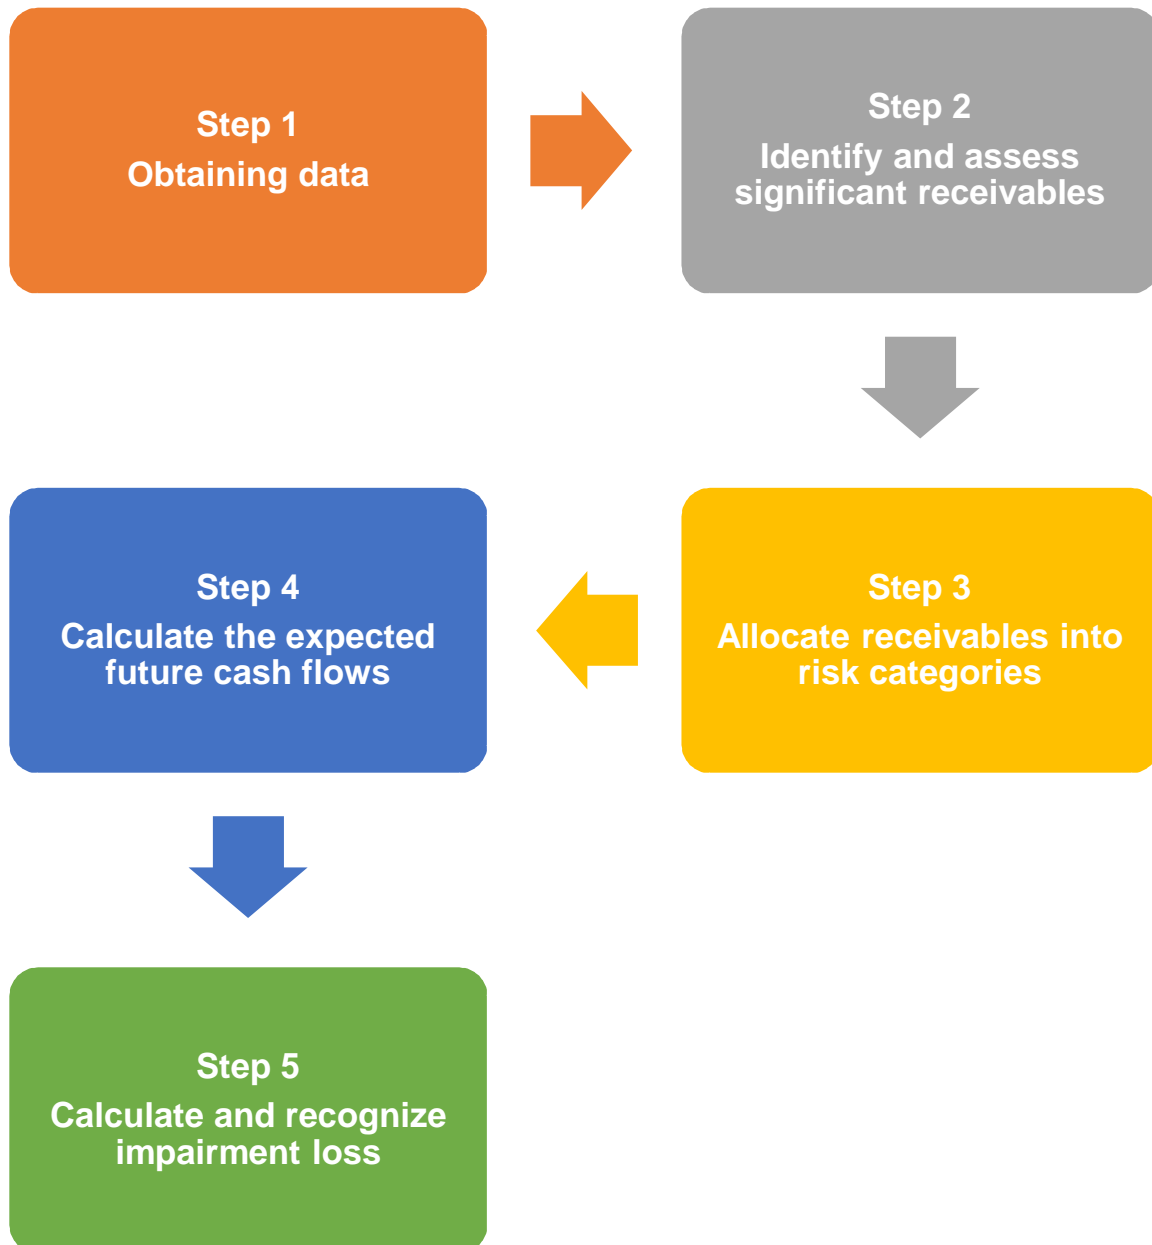 Step 1
Obtaining data
Step 2
Identify and assess
significant receivables
Step 3
Allocate receivables into
risk categories
Step 4
Calculate the expected
future cash flows
Step 5
Calculate and recognize
impairment loss